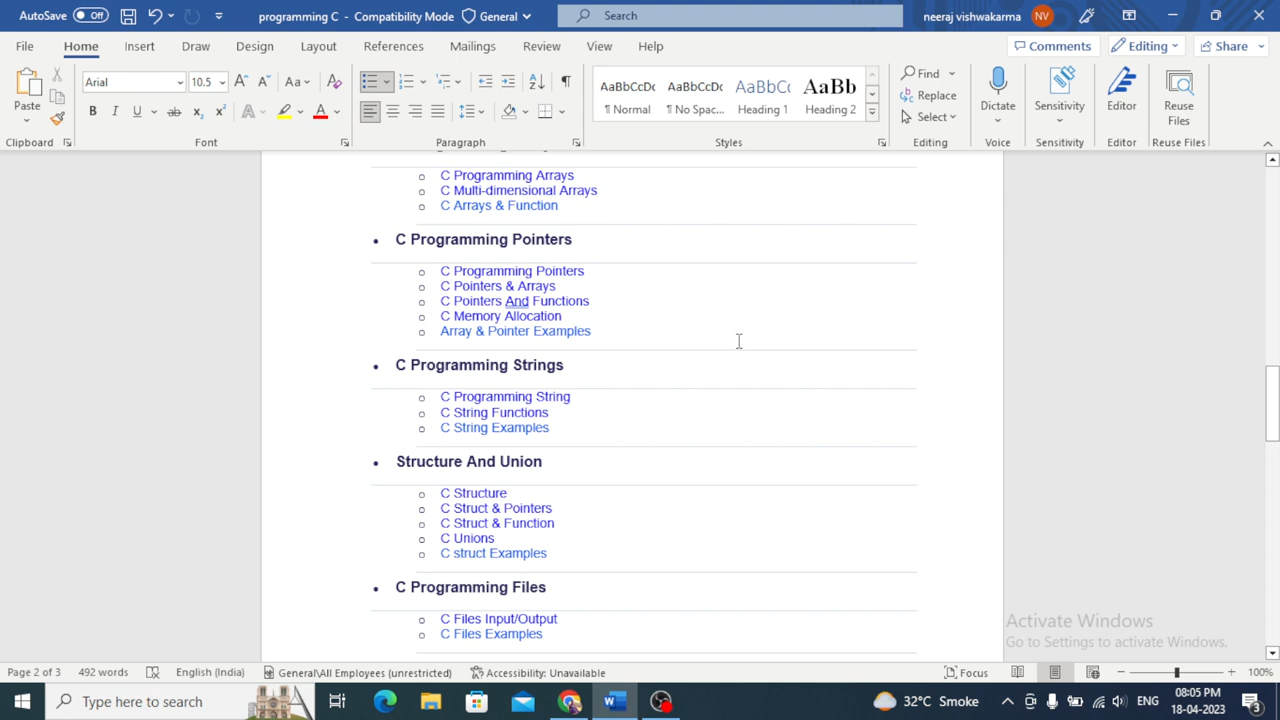 AutoSave Off programming C - Compatibility Mode General Search neeraj vishwakarma NV
File Home Insert Draw Design Layout References Mailings Review View Help Comments Editing Share
Paste Arial 10.5 Aa AaBbCcDc AaBbCcDc AaBbCc AaBb Find Replace Select Dictate Sensitivity Editor Reuse Files
¶ Normal ¶ No Spac... Heading 1 Heading 2
Clipboard Font Paragraph Styles Editing Voice Sensitivity Editor Reuse Files
C Programming Arrays
C Multi-dimensional Arrays
C Arrays & Function
C Programming Pointers
C Programming Pointers
C Pointers & Arrays
C Pointers And Functions
C Memory Allocation
Array & Pointer Examples
C Programming Strings
C Programming String
C String Functions
C String Examples
Structure And Union
C Structure
C Struct & Pointers
C Struct & Function
C Unions
C struct Examples
C Programming Files
C Files Input/Output
C Files Examples
Activate Windows
Go to Settings to activate Windows.
Page 2 of 3 492 words English (India) General\All Employees (unrestricted) Accessibility: Unavailable Focus 100%
Type here to search 32°C Smoke ENG 08:05 PM 18-04-2023 3